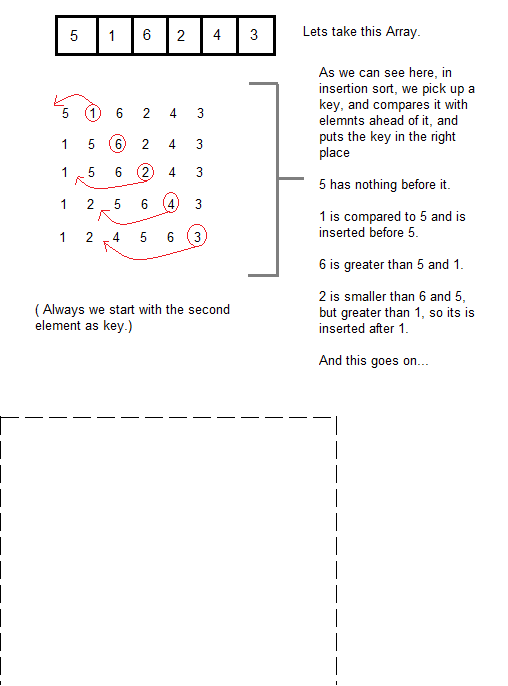 5 1 6 2 4 3
Lets take this Array.
5 1 6 2 4 3
1 5 6 2 4 3
1 5 6 2 4 3
1 2 5 6 4 3
1 2 4 5 6 3
( Always we start with the second
element as key.)
As we can see here, in
insertion sort, we pick up a
key, and compares it with
elemnts ahead of it, and
puts the key in the right
place
5 has nothing before it.
1 is compared to 5 and is
inserted before 5.
6 is greater than 5 and 1.
2 is smaller than 6 and 5,
but greater than 1, so its is
inserted after 1.
And this goes on...